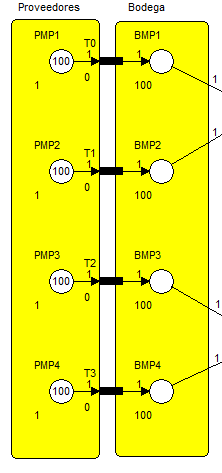 Proveedores Bodega
PMP1 T0 BMP1
100 1 1 1
1 0 100
PMP2 T1 BMP2 1
100 1 1
1 0 100
PMP3 T2 BMP3
100 1 1 1
1 0 100
PMP4 T3 BMP4 1
100 1 1
1 0 100